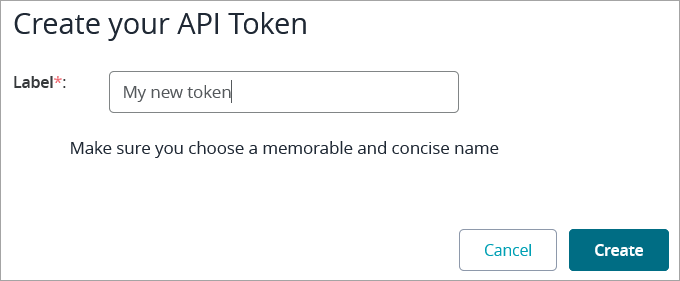 Create your API Token
Label*: My new token
Make sure you choose a memorable and concise name
Cancel Create